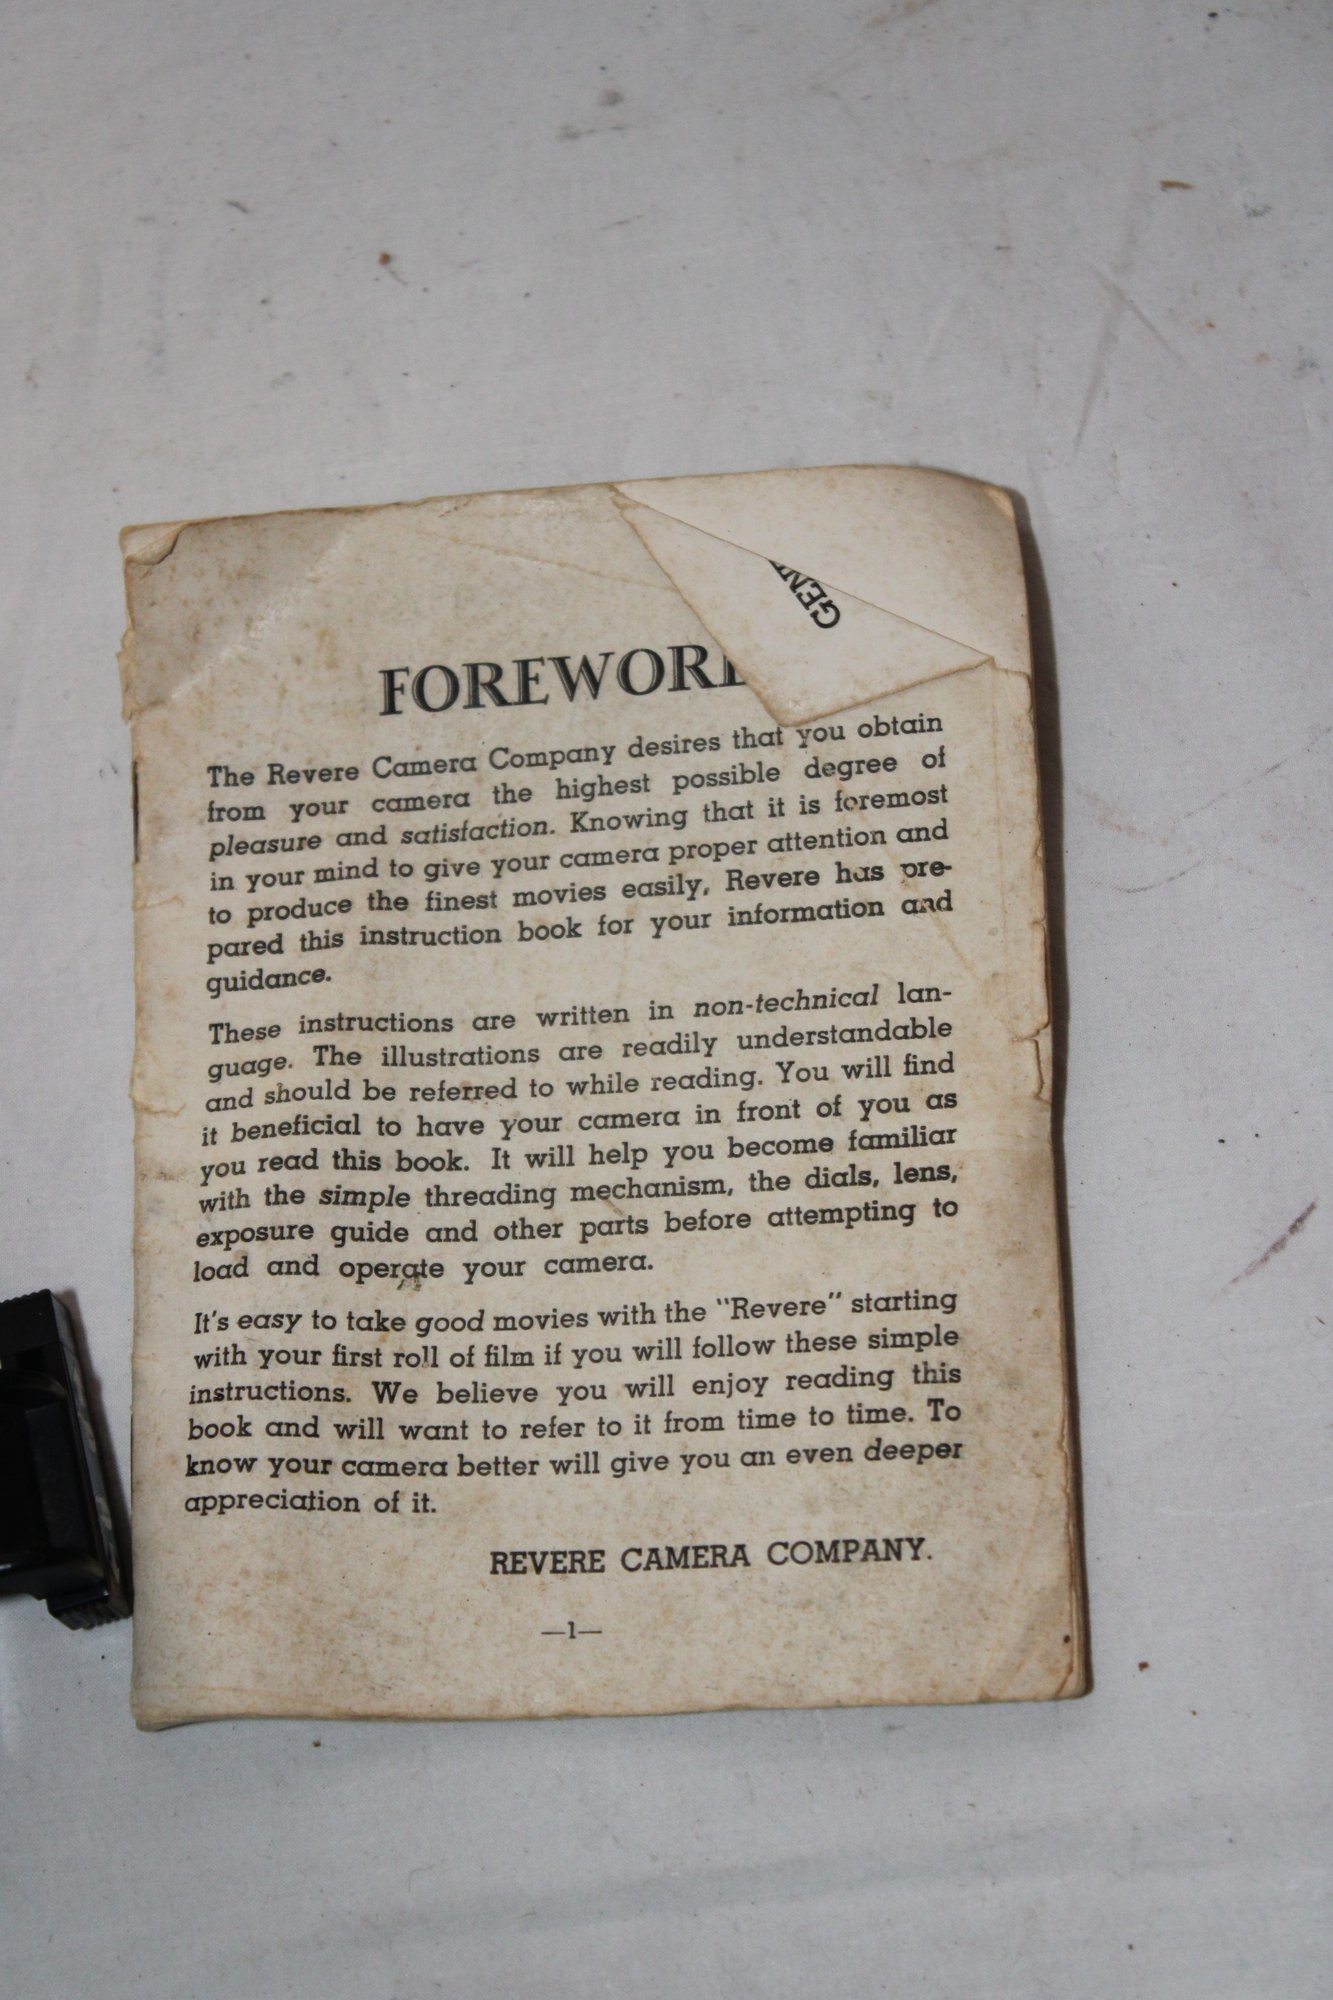 FOREWOR
GEN
The Revere Camera Company desires that you obtain
from your camera the highest possible degree of
pleasure and satisfaction. Knowing that it is foremost
in your mind to give your camera proper attention and
to produce the finest movies easily, Revere has pre-
pared this instruction book for your information and
guidance.
These instructions are written in non-technical lan-
guage. The illustrations are readily understandable
and should be referred to while reading. You will find
it beneficial to have your camera in front of you as
you read this book. It will help you become familiar
with the simple threading mechanism, the dials, lens,
exposure guide and other parts before attempting to
load and operate your camera.
It's easy to take good movies with the "Revere" starting
with your first roll of film if you will follow these simple
instructions. We believe you will enjoy reading this
book and will want to refer to it from time to time. To
know your camera better will give you an even deeper
appreciation of it.
REVERE CAMERA COMPANY.
—1—